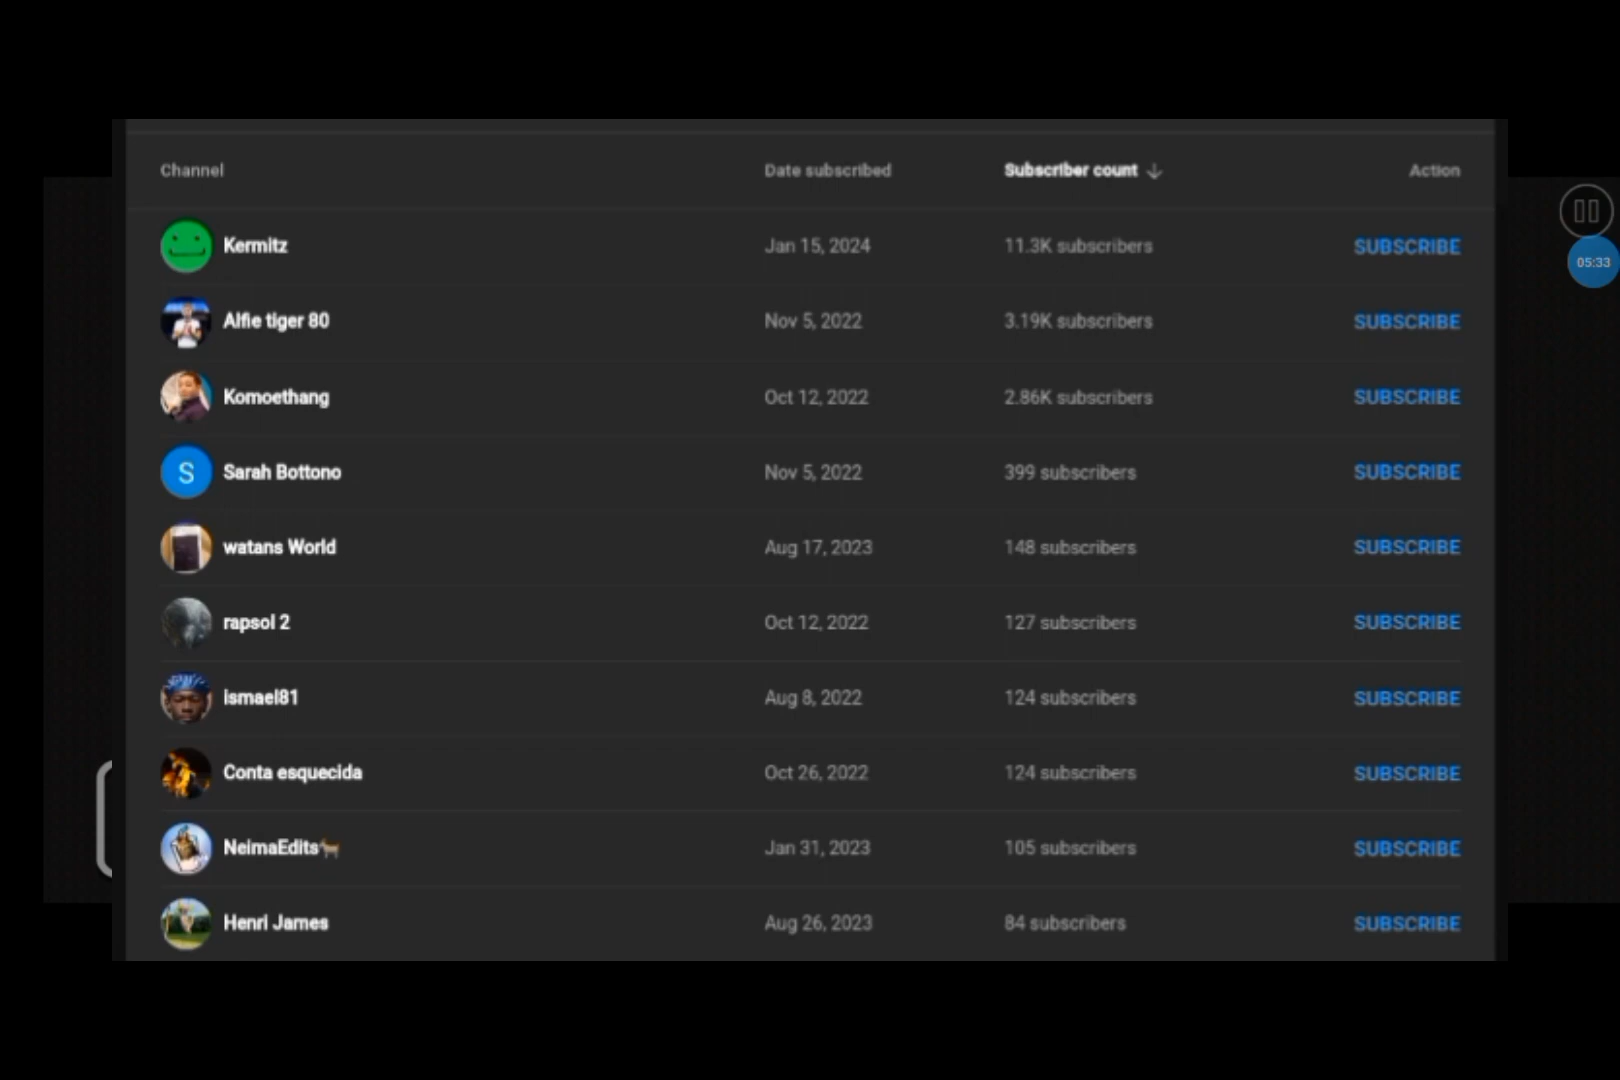 Channel Date subscribed Subscriber count Action
Kermitz Jan 15, 2024 11.3K subscribers SUBSCRIBE
05:33
Alfie tiger 80 Nov 5, 2022 3.19K subscribers SUBSCRIBE
Komoethang Oct 12, 2022 2.86K subscribers SUBSCRIBE
S Sarah Bottono Nov 5, 2022 399 subscribers SUBSCRIBE
watans World Aug 17, 2023 148 subscribers SUBSCRIBE
rapsol 2 Oct 12, 2022 127 subscribers SUBSCRIBE
ismael81 Aug 8, 2022 124 subscribers SUBSCRIBE
Conta esquecida Oct 26, 2022 124 subscribers SUBSCRIBE
NeimaEdits🐐 Jan 31, 2023 105 subscribers SUBSCRIBE
Henri James Aug 26, 2023 84 subscribers SUBSCRIBE